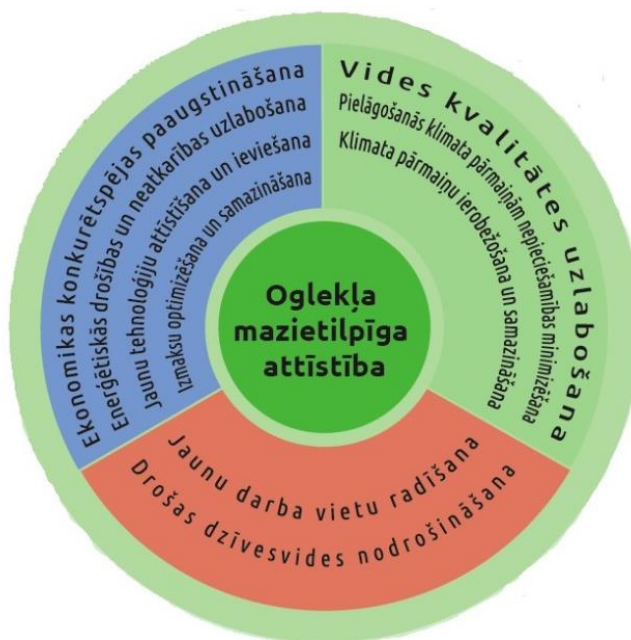 Ekonomikas konkurētspējas paaugstināšana
Enerģētiskās drošības un neatkarības uzlabošana
Jaunu tehnoloģiju attīstīšana un ieviešana
Izmaksu optimizēšana un samazināšana
Vides kvalitātes uzlabošana
Pielāgošanās klimata pārmaiņām nepieciešamības minimizēšana
Klimata pārmaiņu ierobežošana un samazināšana
Oglekļa
mazietilpīga
attīstība
Jaunu darba vietu radīšana
Drošas dzīvesvides nodrošināšana